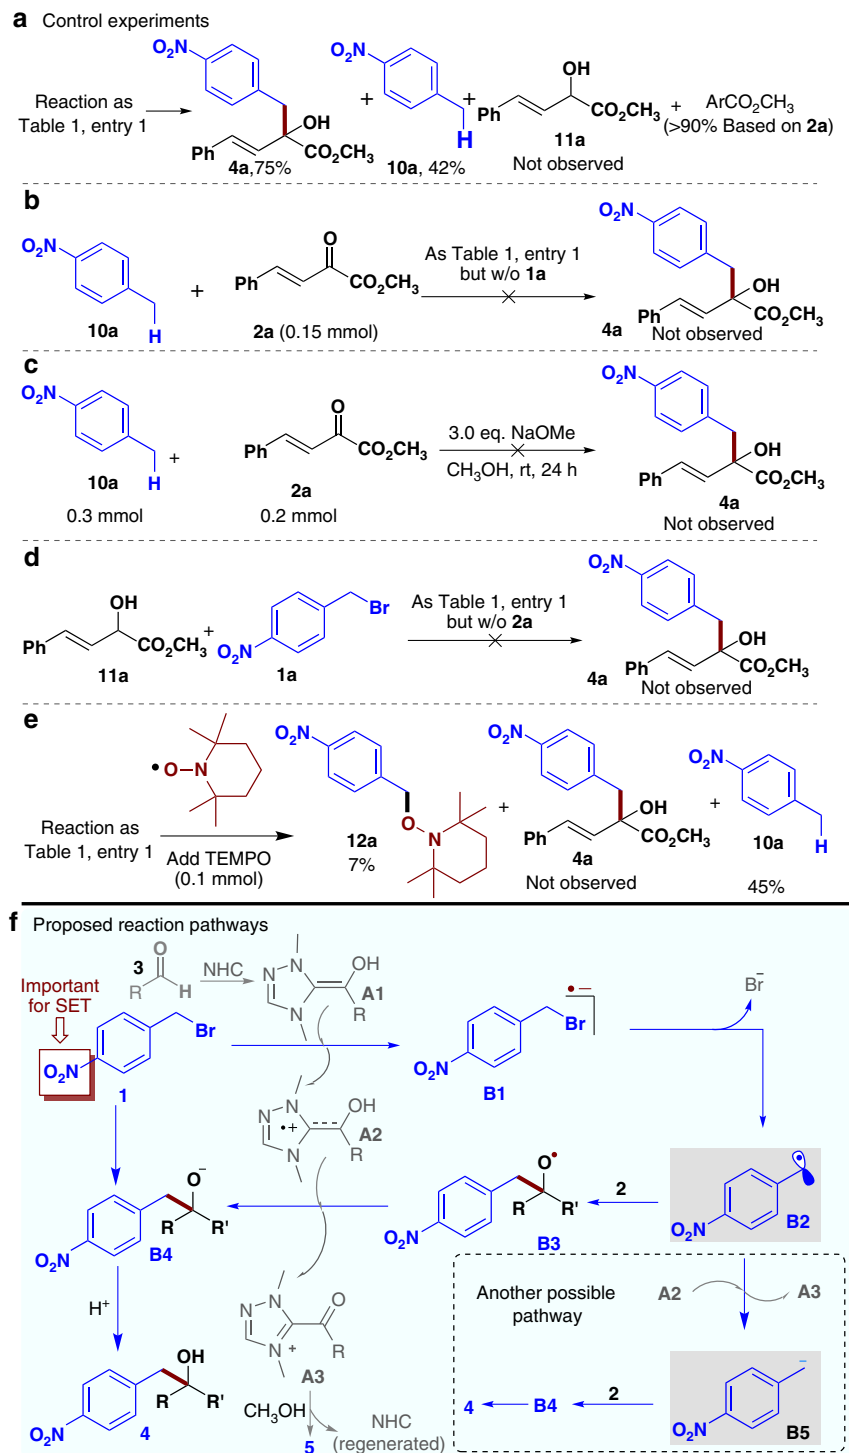 a Control experiments
Reaction as
Table 1, entry 1
O2N
OH
Ph
CO2CH3
4a,75%
+
O2N
H
10a, 42%
+
OH
Ph
CO2CH3
11a
Not observed
+
ArCO2CH3
(>90% Based on 2a)
b
O2N
H
10a
+
O
Ph
CO2CH3
2a (0.15 mmol)
As Table 1, entry 1
but w/o 1a
O2N
OH
Ph
CO2CH3
4a
Not observed
c
O2N
H
10a
0.3 mmol
+
O
Ph
CO2CH3
2a
0.2 mmol
3.0 eq. NaOMe
CH3OH, rt, 24 h
O2N
OH
Ph
CO2CH3
4a
Not observed
d
OH
Ph
CO2CH3
11a
+
Br
O2N
1a
As Table 1, entry 1
but w/o 2a
O2N
OH
Ph
CO2CH3
4a
Not observed
e
Reaction as
Table 1, entry 1
•O–N
Add TEMPO
(0.1 mmol)
O2N
O
N
12a
7%
+
O2N
OH
Ph
CO2CH3
4a
Not observed
+
O2N
H
10a
45%
f Proposed reaction pathways
Important
for SET
3
O
R
H
NHC
N
N
N
OH
R
A1
Br
O2N
1
•−
Br
O2N
B1
Br−
N
N
N
•+
OH
R
A2
O2N
B2
2
O•
R
R'
O2N
B3
O−
R
R'
O2N
B4
H+
OH
R
R'
O2N
4
N
N
N
+
O
R
A3
CH3OH
5
NHC
(regenerated)
Another possible
pathway
A2
A3
−
O2N
B5
2
B4
4